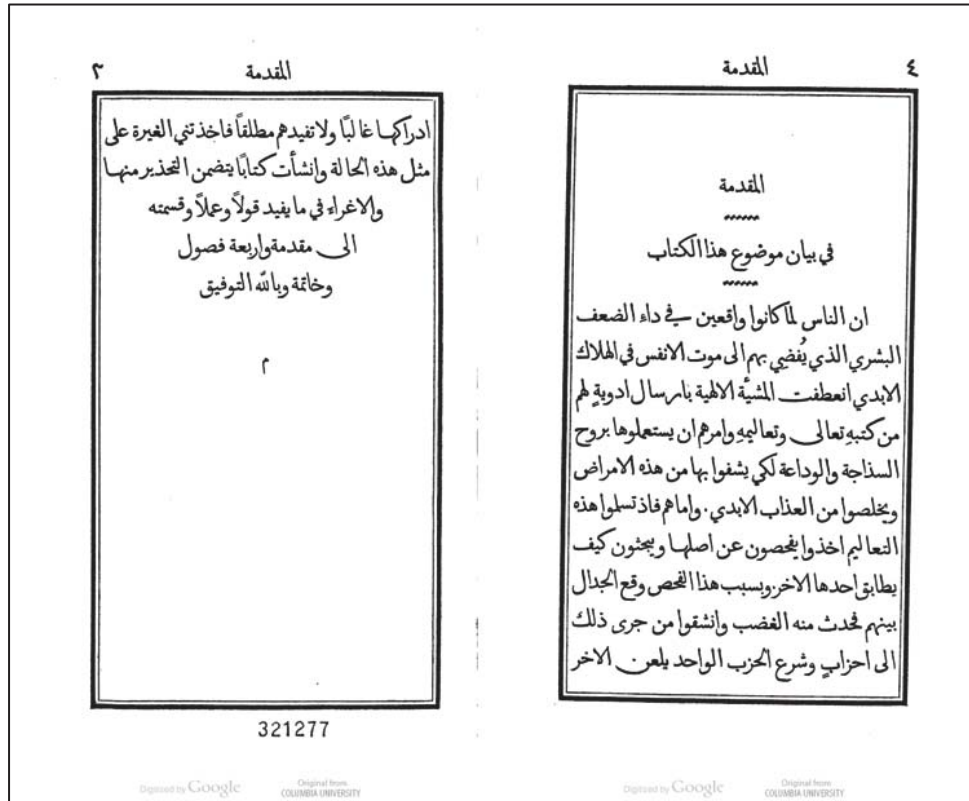 المقدمة ٤
المقدمة
في بيان موضوع هذا الكتاب
ان الناس لما كانوا واقعين في داء الضعف
البشري الذي يُفضِي بهم الى موت الانفس في الهلاك
الابدي انعطفت المشيَّة الالهية بارسال ادويةٍ لهم
من كتبهِ تعالى وتعاليمهِ وامرهم ان يستعملوها بروح
السذاجة والوداعة لكي يشفوا بها من هذه الامراض
ويخلصوا من العذاب الابدي. واما هم فاذ تسلموا هذه
التعاليم اخذوا يفحصون عن اصلها ويبحثون كيف
يطابق احدها الاخر. وبسبب هذا الفحص وقع الجدال
بينهم فحدث منه الغضب وانشقوا من جرى ذلك
الى احزابٍ وشرع الحزب الواحد يلعن الاخر
Digitized by Google
Original from
COLUMBIA UNIVERSITY
المقدمة ٣
ادراكها غالبًا ولا تفيدهم مطلقاً فاخذتني الغيرة على
مثل هذه الحالة وانشأت كتابًا يتضمن التحذير منها
والاغراء في ما يفيد قولاً وعملاً وقسمته
الى مقدمة واربعة فصول
وخاتمة وبالله التوفيق
م
321277
Digitized by Google
Original from
COLUMBIA UNIVERSITY